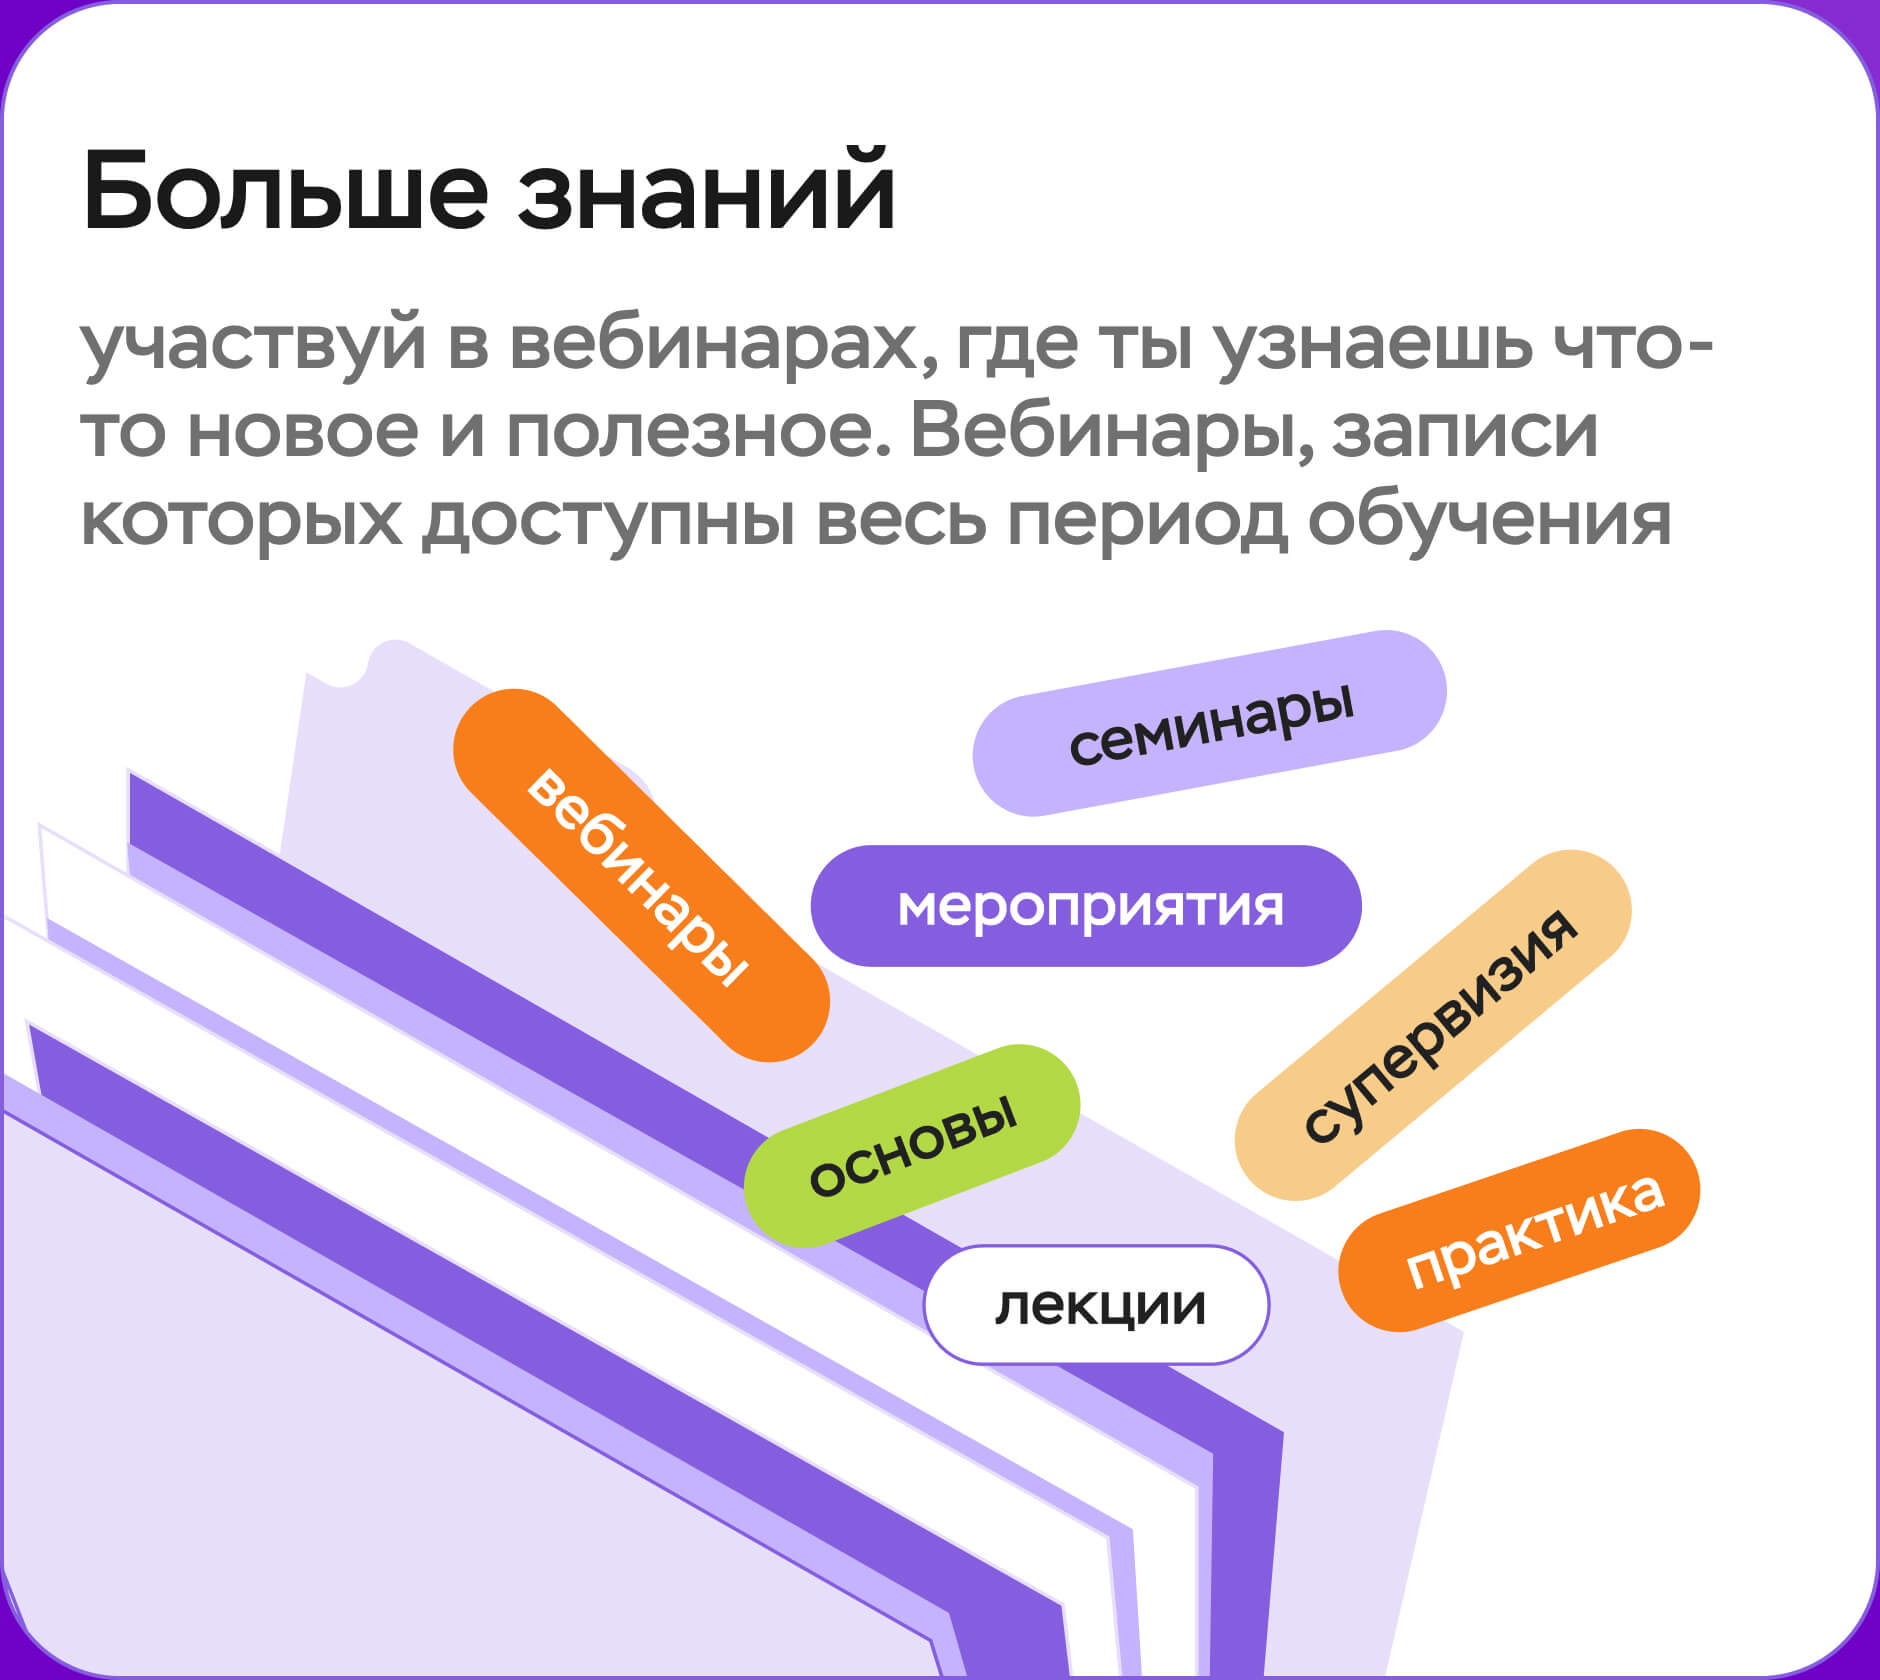 Больше знаний
участвуй в вебинарах, где ты узнаешь что-
то новое и полезное. Вебинары, записи
которых доступны весь период обучения
семинары
вебинары
мероприятия
супервизия
основы
практика
лекции